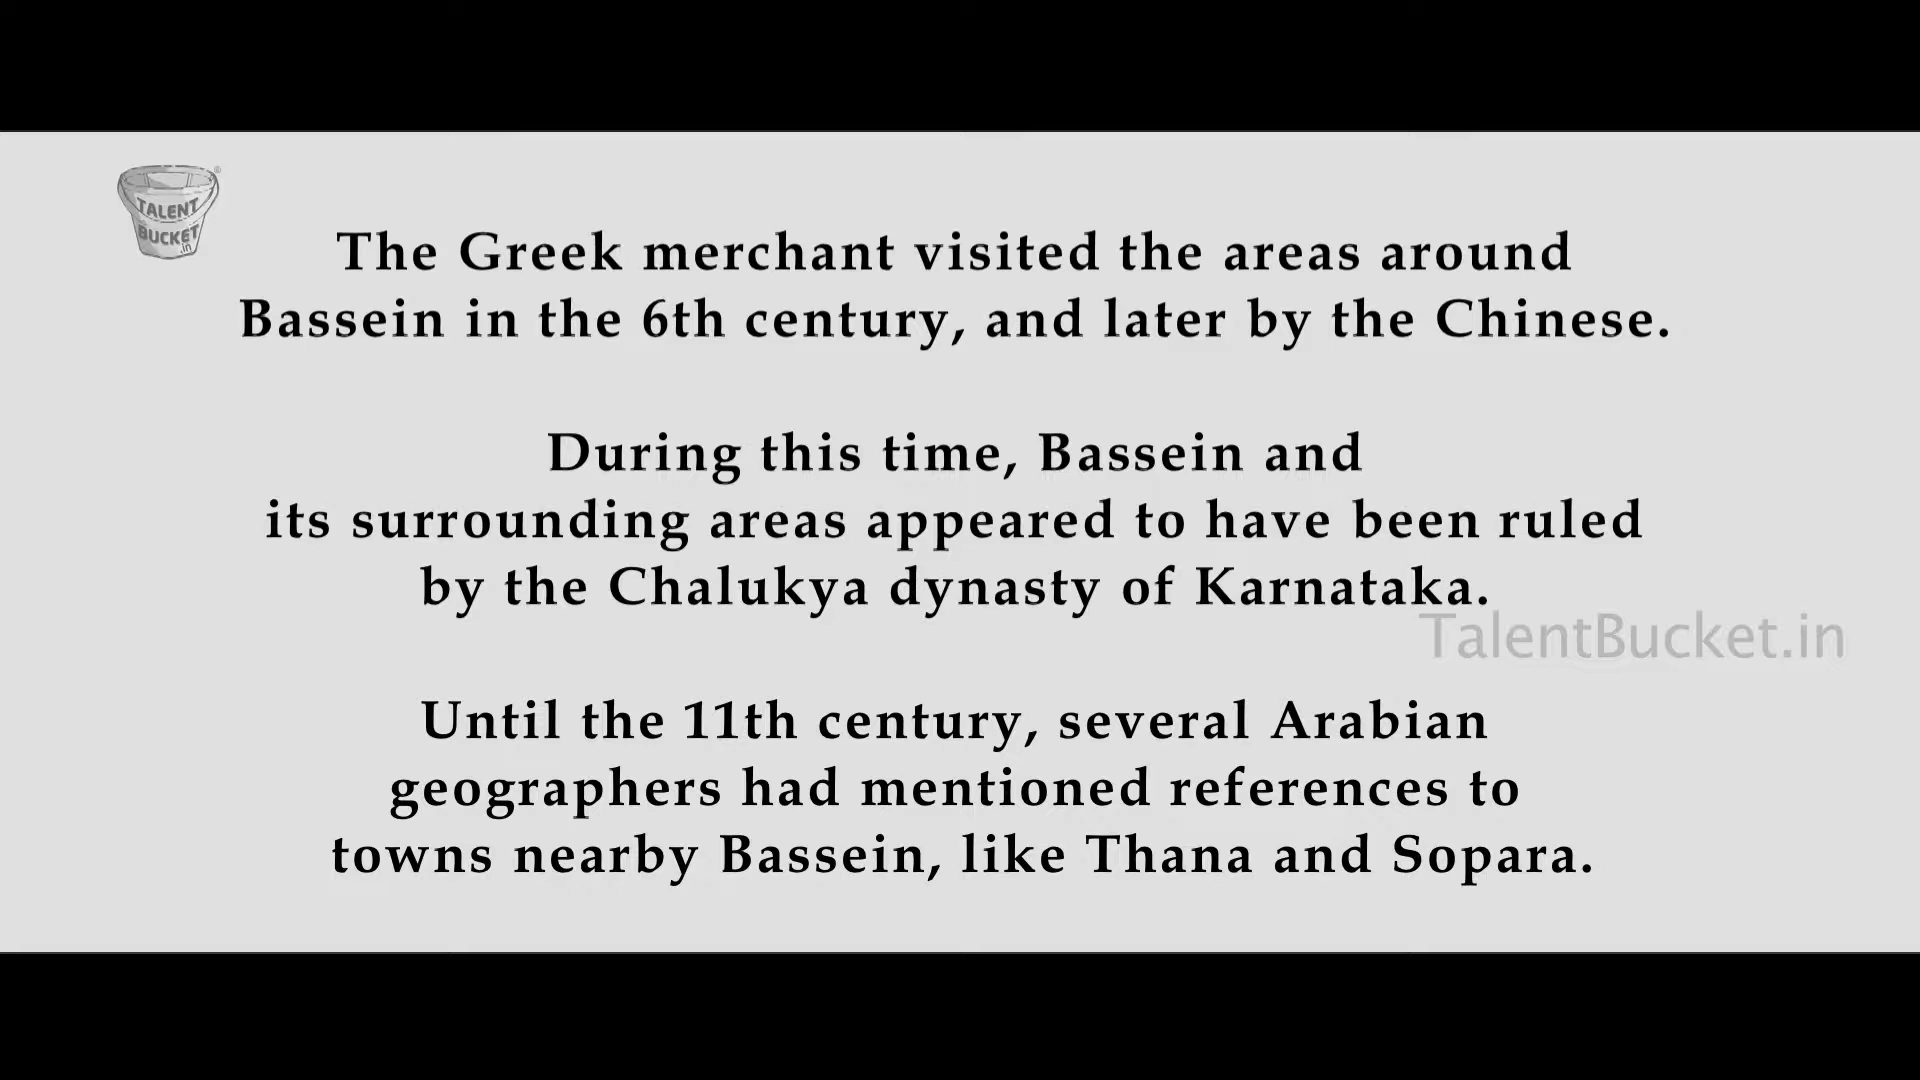 TALENT
BUCKET
.in
The Greek merchant visited the areas around
Bassein in the 6th century, and later by the Chinese.
During this time, Bassein and
its surrounding areas appeared to have been ruled
by the Chalukya dynasty of Karnataka.
TalentBucket.in
Until the 11th century, several Arabian
geographers had mentioned references to
towns nearby Bassein, like Thana and Sopara.